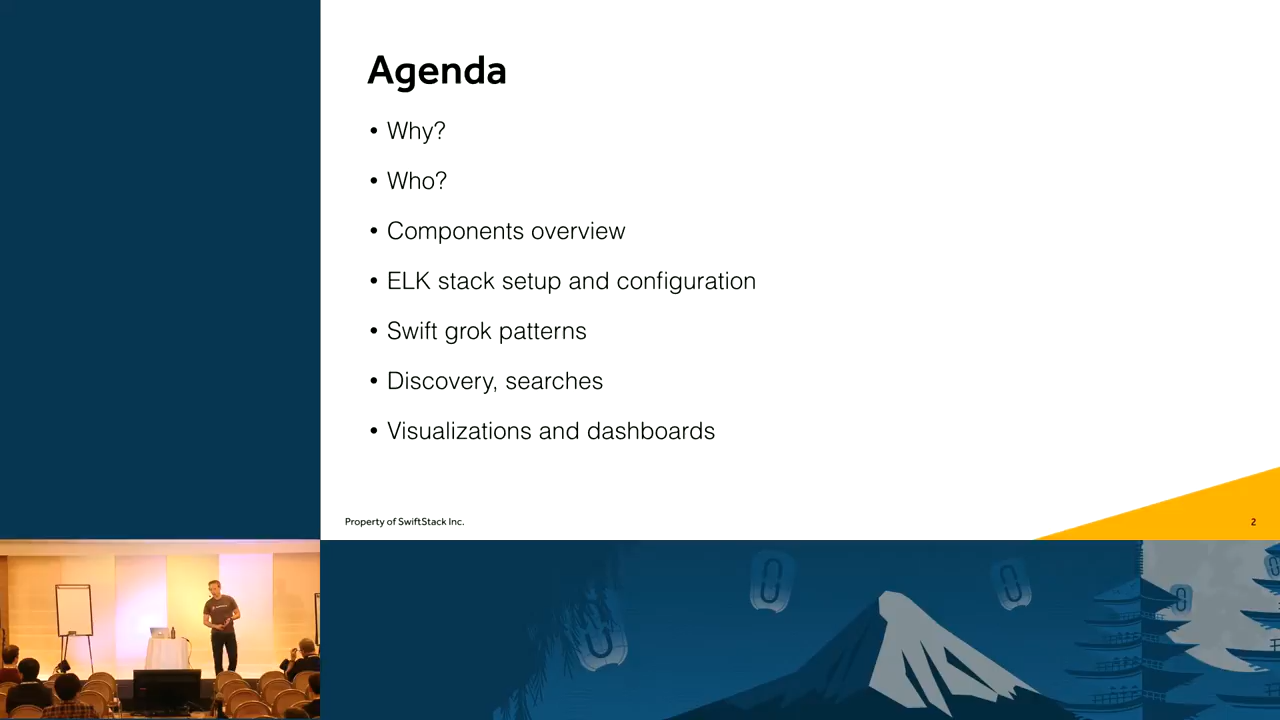 Agenda
• Why?
• Who?
• Components overview
• ELK stack setup and configuration
• Swift grok patterns
• Discovery, searches
• Visualizations and dashboards
Property of SwiftStack Inc.
2